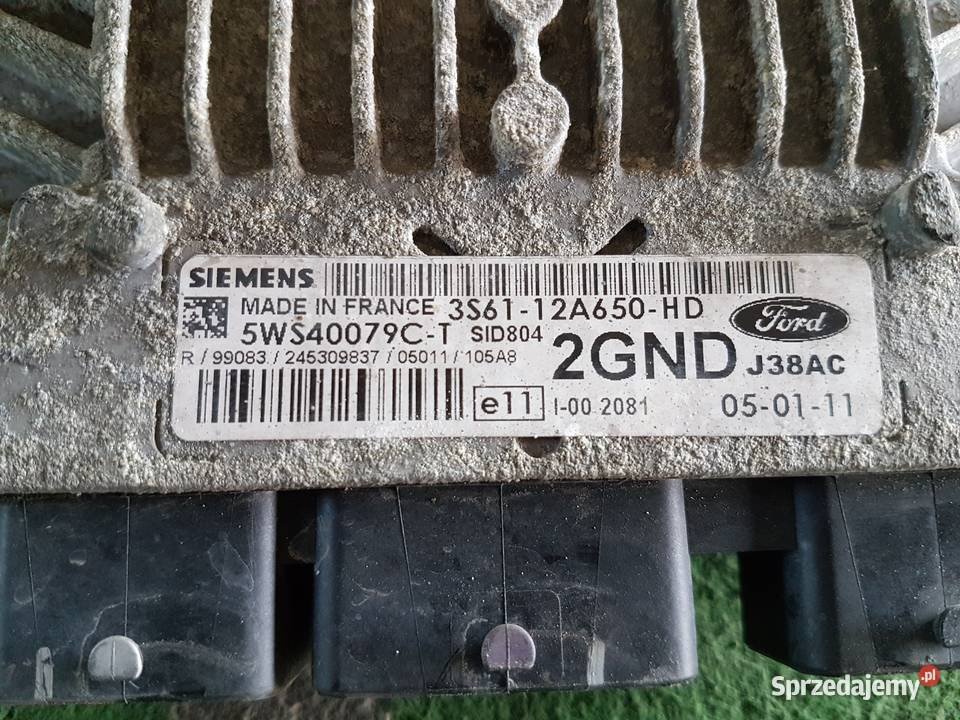 SIEMENS
MADE IN FRANCE 3S61-12A650-HD
Ford
5WS40079C-T SID804
2GND J38AC
R/99083/245309837/05011/105A8
e11 I-00 2081 05-01-11
Sprzedajemy.pl